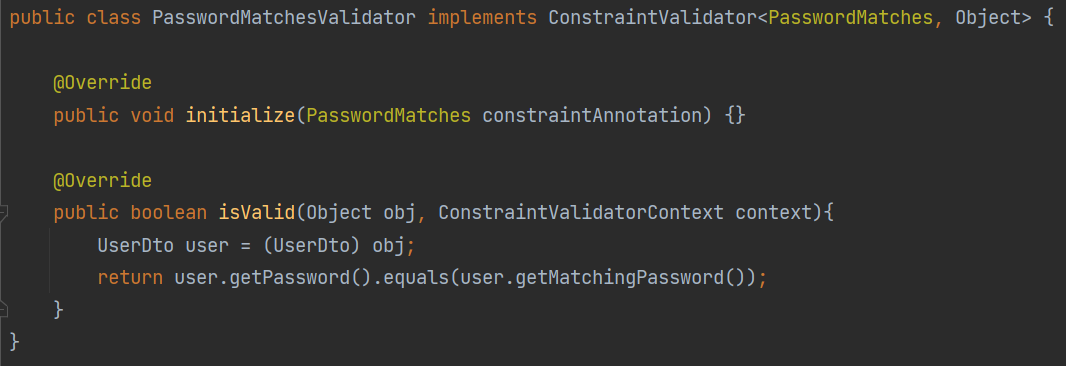 public class PasswordMatchesValidator implements ConstraintValidator<PasswordMatches, Object> {
@Override
public void initialize(PasswordMatches constraintAnnotation) {}
@Override
public boolean isValid(Object obj, ConstraintValidatorContext context){
UserDto user = (UserDto) obj;
return user.getPassword().equals(user.getMatchingPassword());
}
}